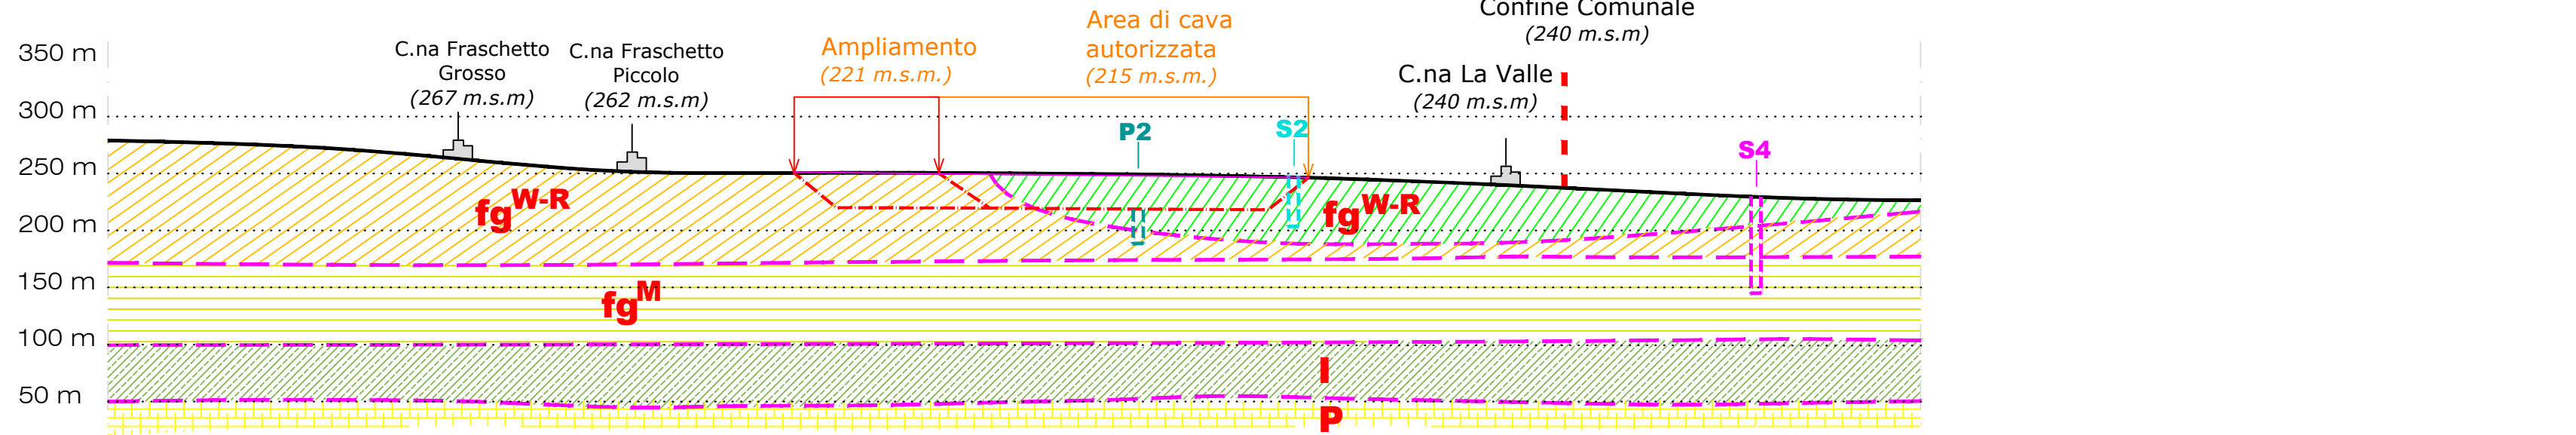 Confine Comunale
(240 m.s.m)
Area di cava
autorizzata
(215 m.s.m.)
Ampliamento
(221 m.s.m.)
C.na Fraschetto
Grosso
(267 m.s.m)
C.na Fraschetto
Piccolo
(262 m.s.m)
C.na La Valle
(240 m.s.m)
350 m
300 m
250 m
200 m
150 m
100 m
50 m
P2
S2
S4
fgW-R
fgW-R
fgM
I
P